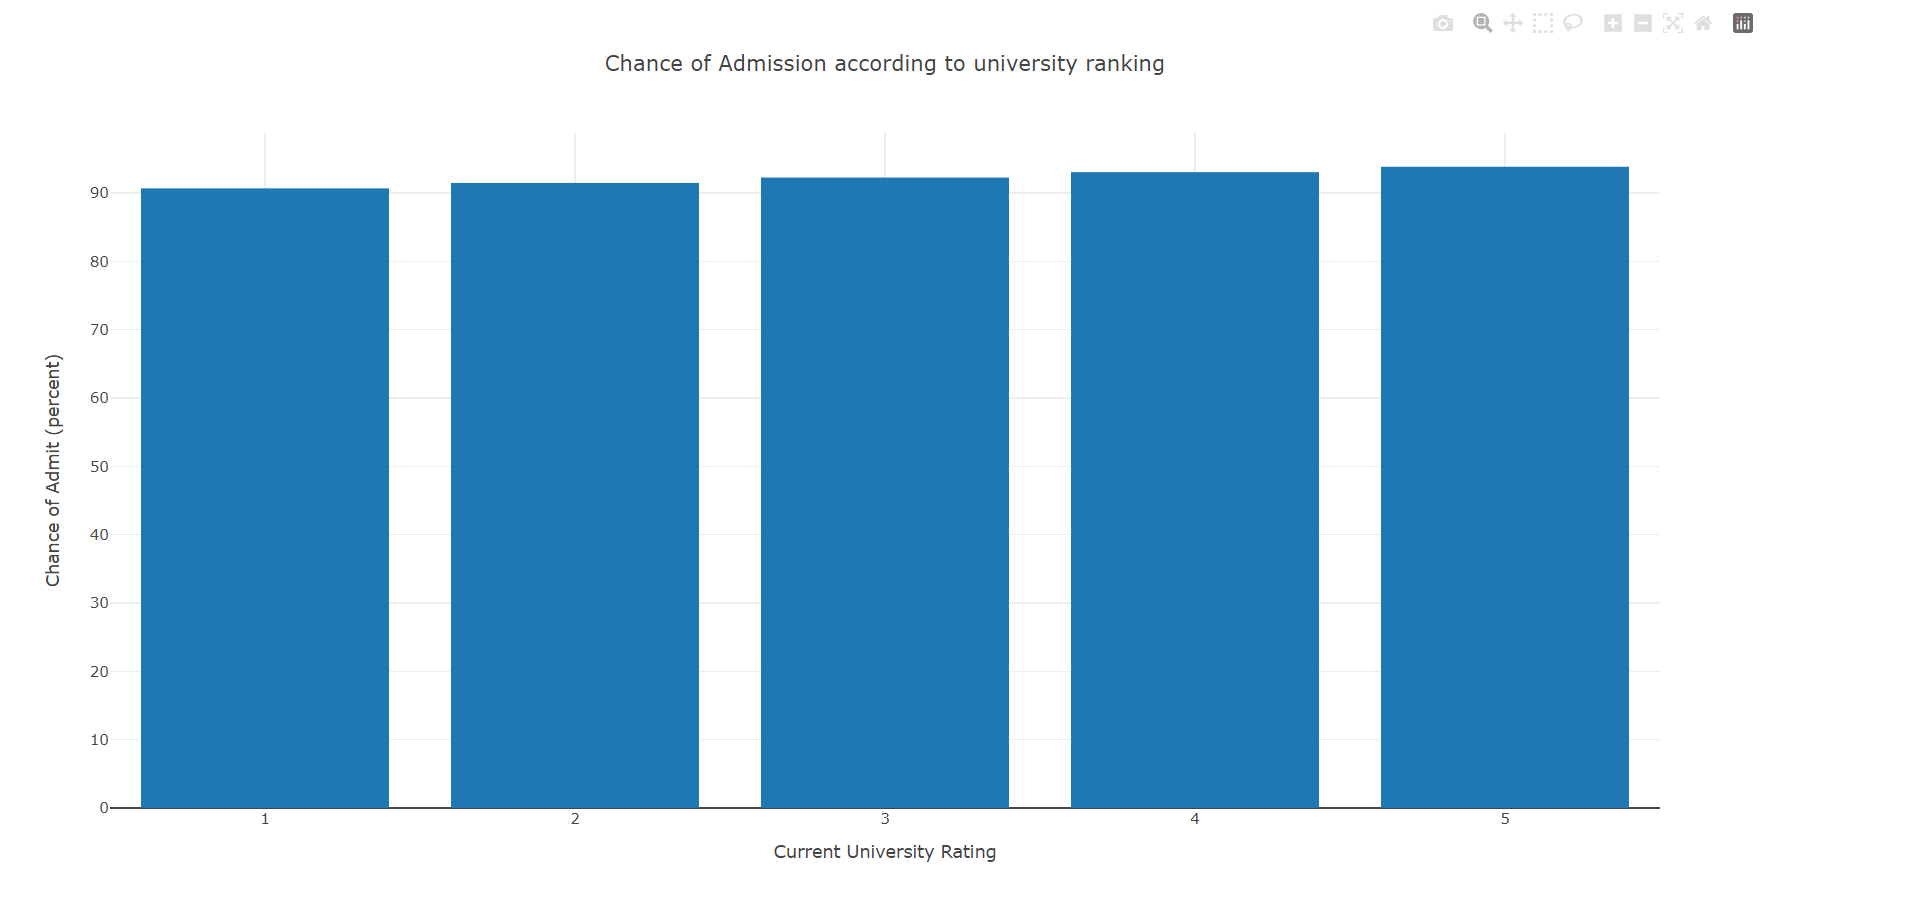 Chance of Admission according to university ranking
90
80
70
60
50
40
30
20
10
0
Chance of Admit (percent)
1 2 3 4 5
Current University Rating